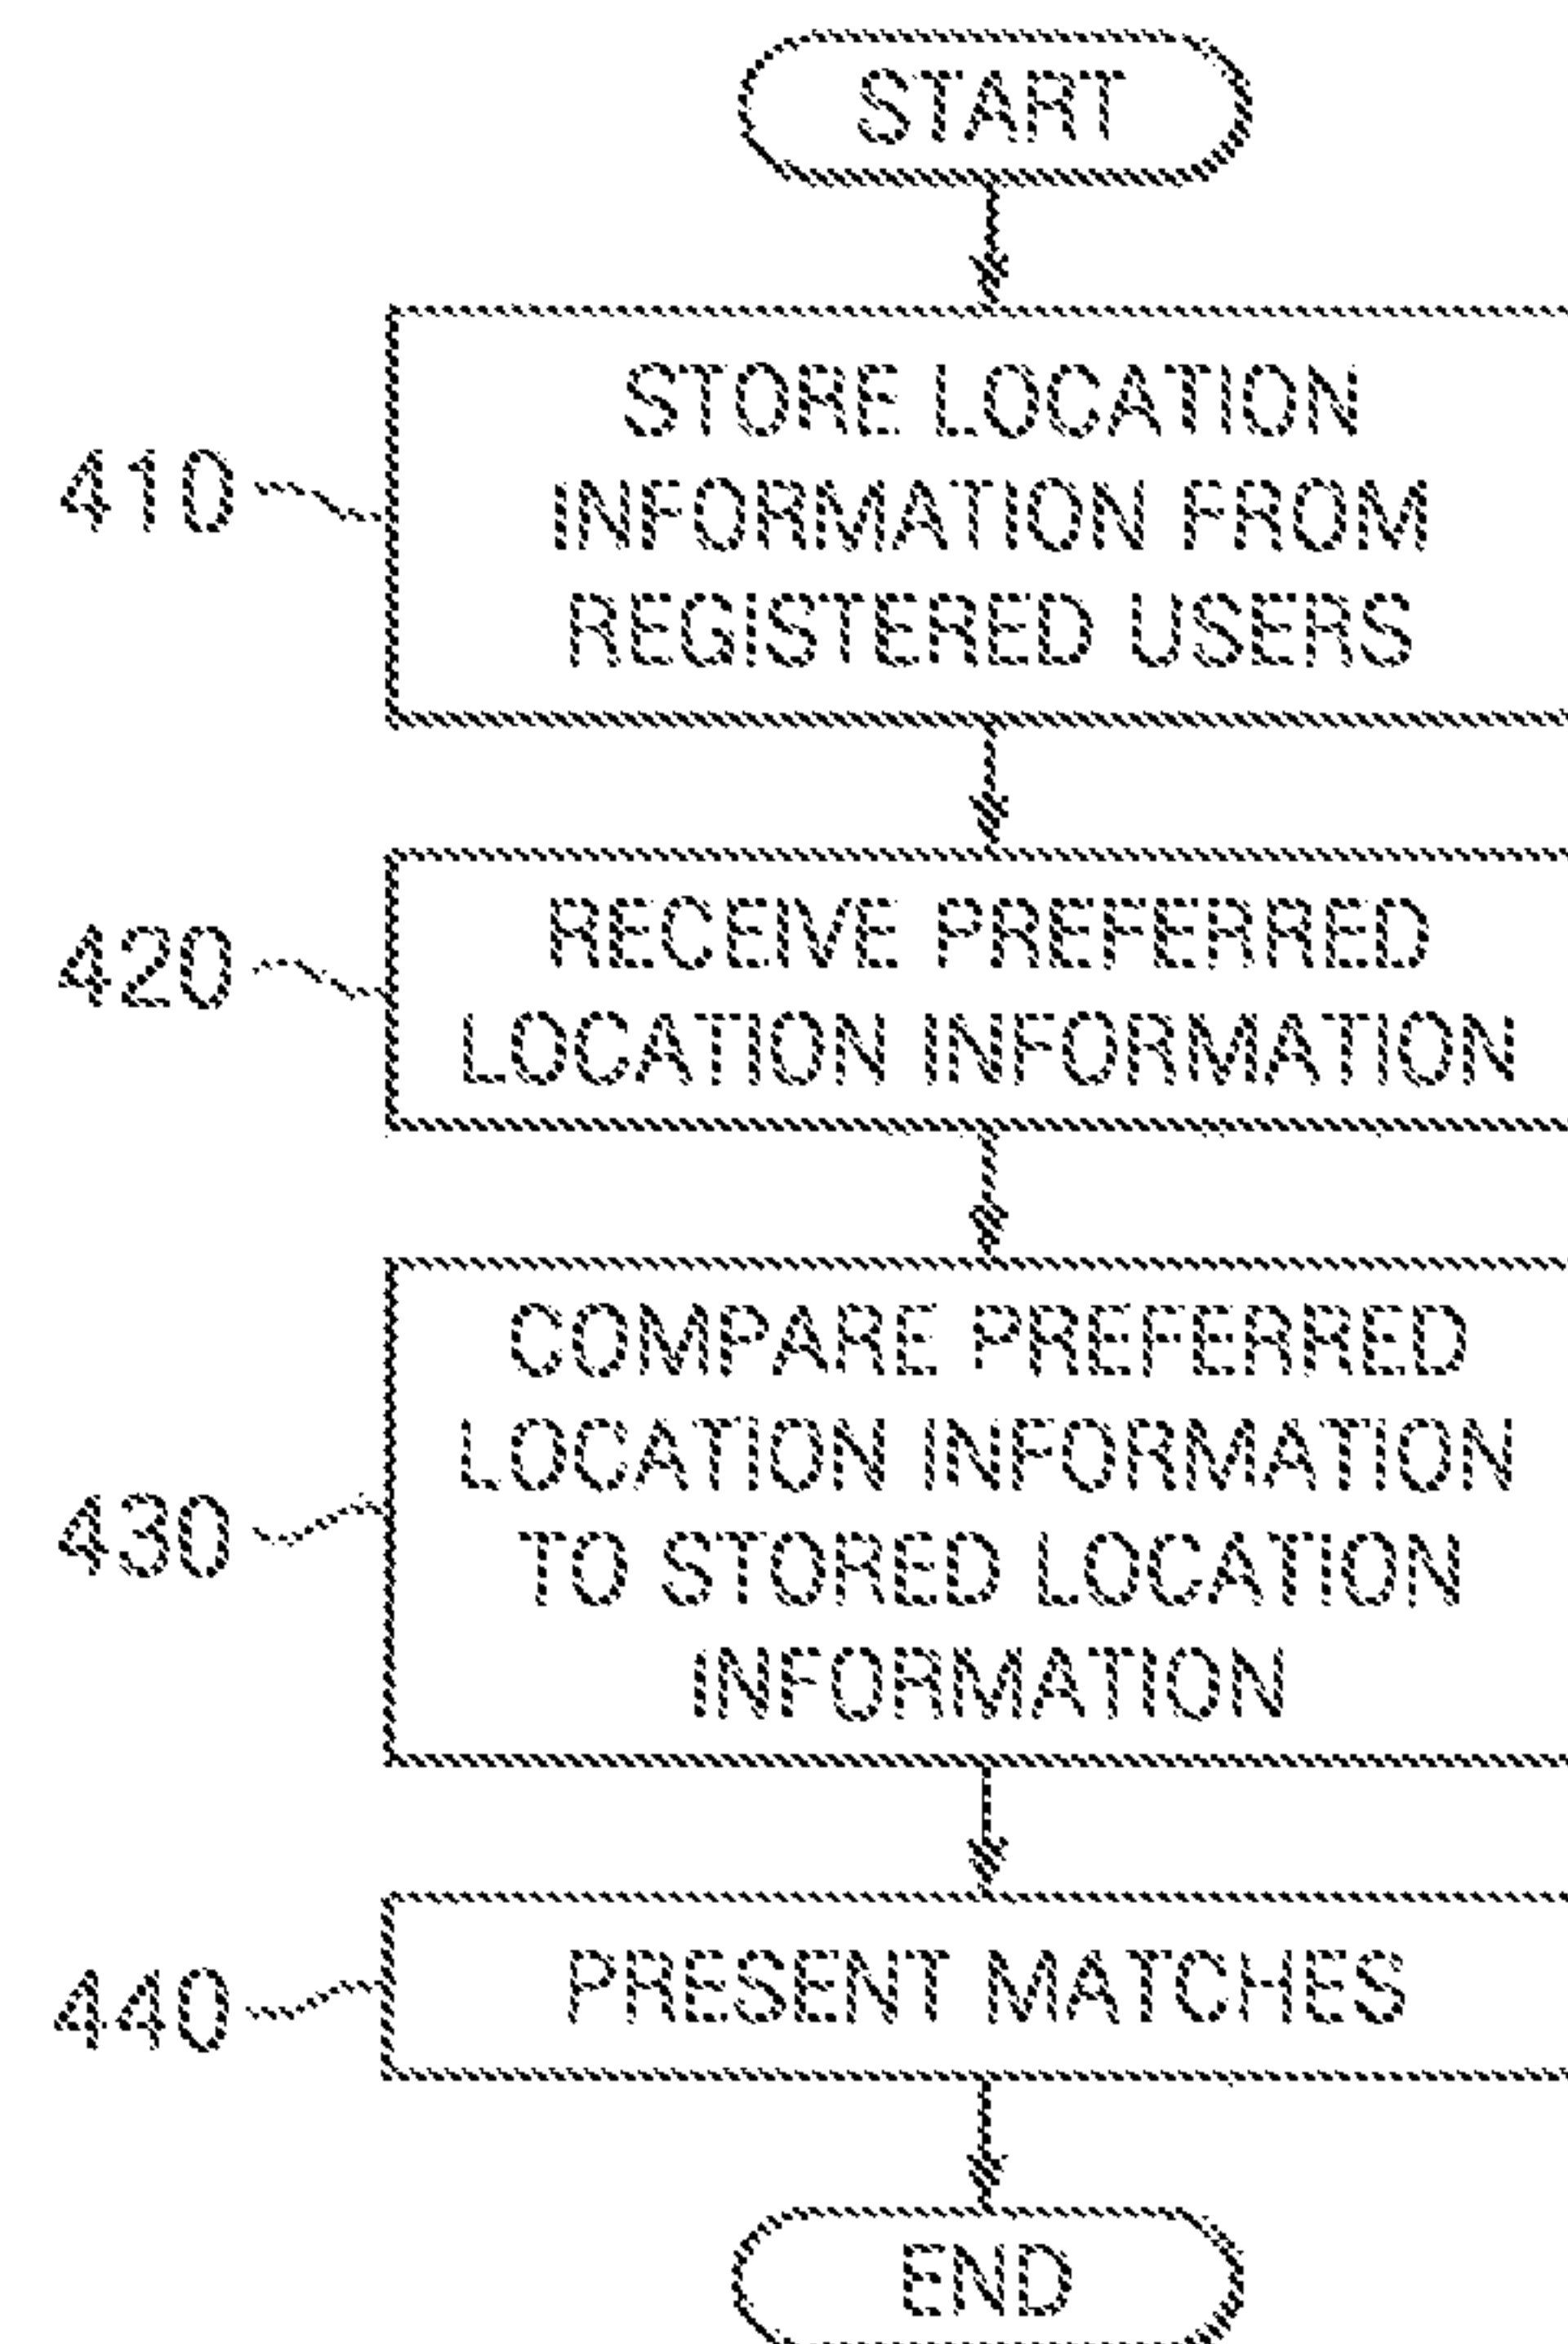 START
STORE LOCATION
INFORMATION FROM
REGISTERED USERS
410
RECEIVE PREFERRED
LOCATION INFORMATION
420
COMPARE PREFERRED
LOCATION INFORMATION
TO STORED LOCATION
INFORMATION
430
PRESENT MATCHES
440
END